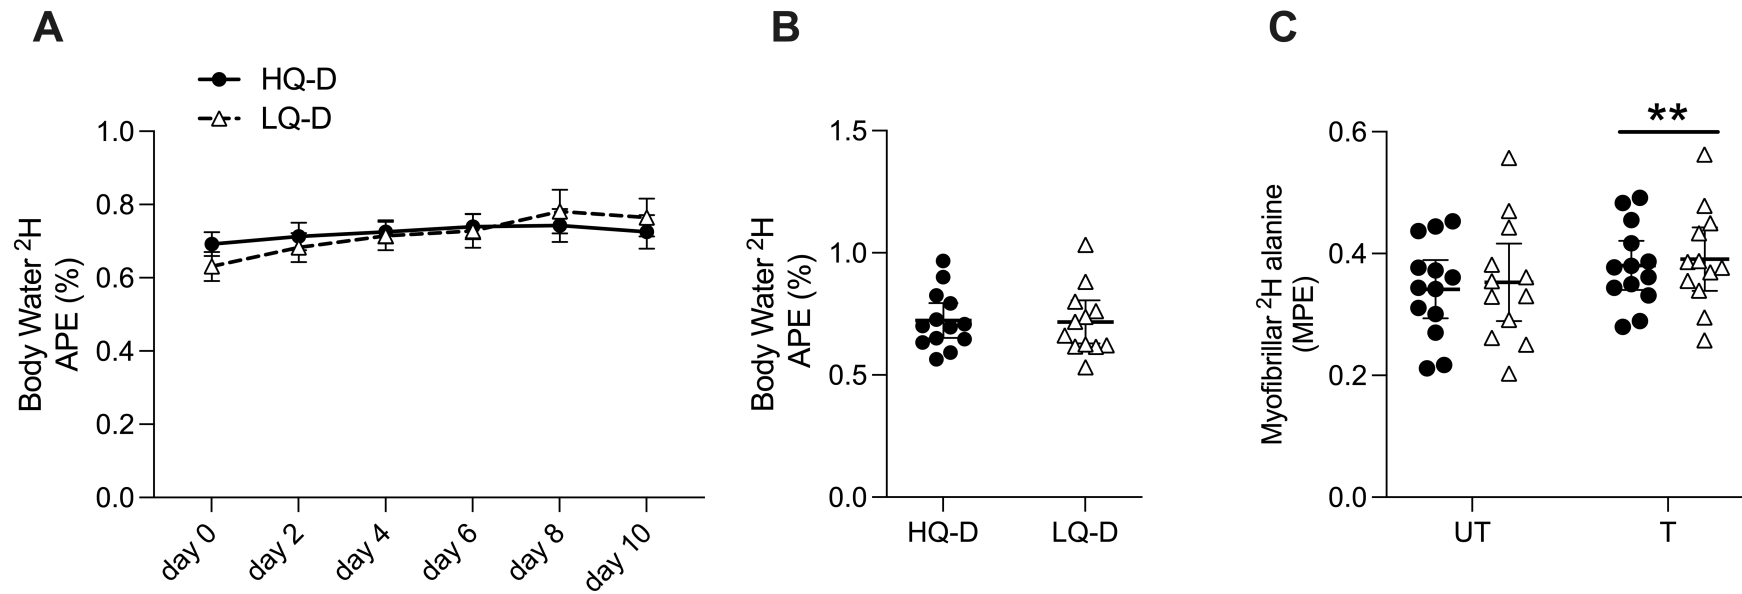 A
HQ-D
LQ-D
Body Water ²H
APE (%)
1.0
0.8
0.6
0.4
0.2
0.0
day 0
day 2
day 4
day 6
day 8
day 10
B
Body Water ²H
APE (%)
1.5
1.0
0.5
0.0
HQ-D
LQ-D
C
Myofibrillar ²H alanine
(MPE)
0.6
0.4
0.2
0.0
**
UT
T